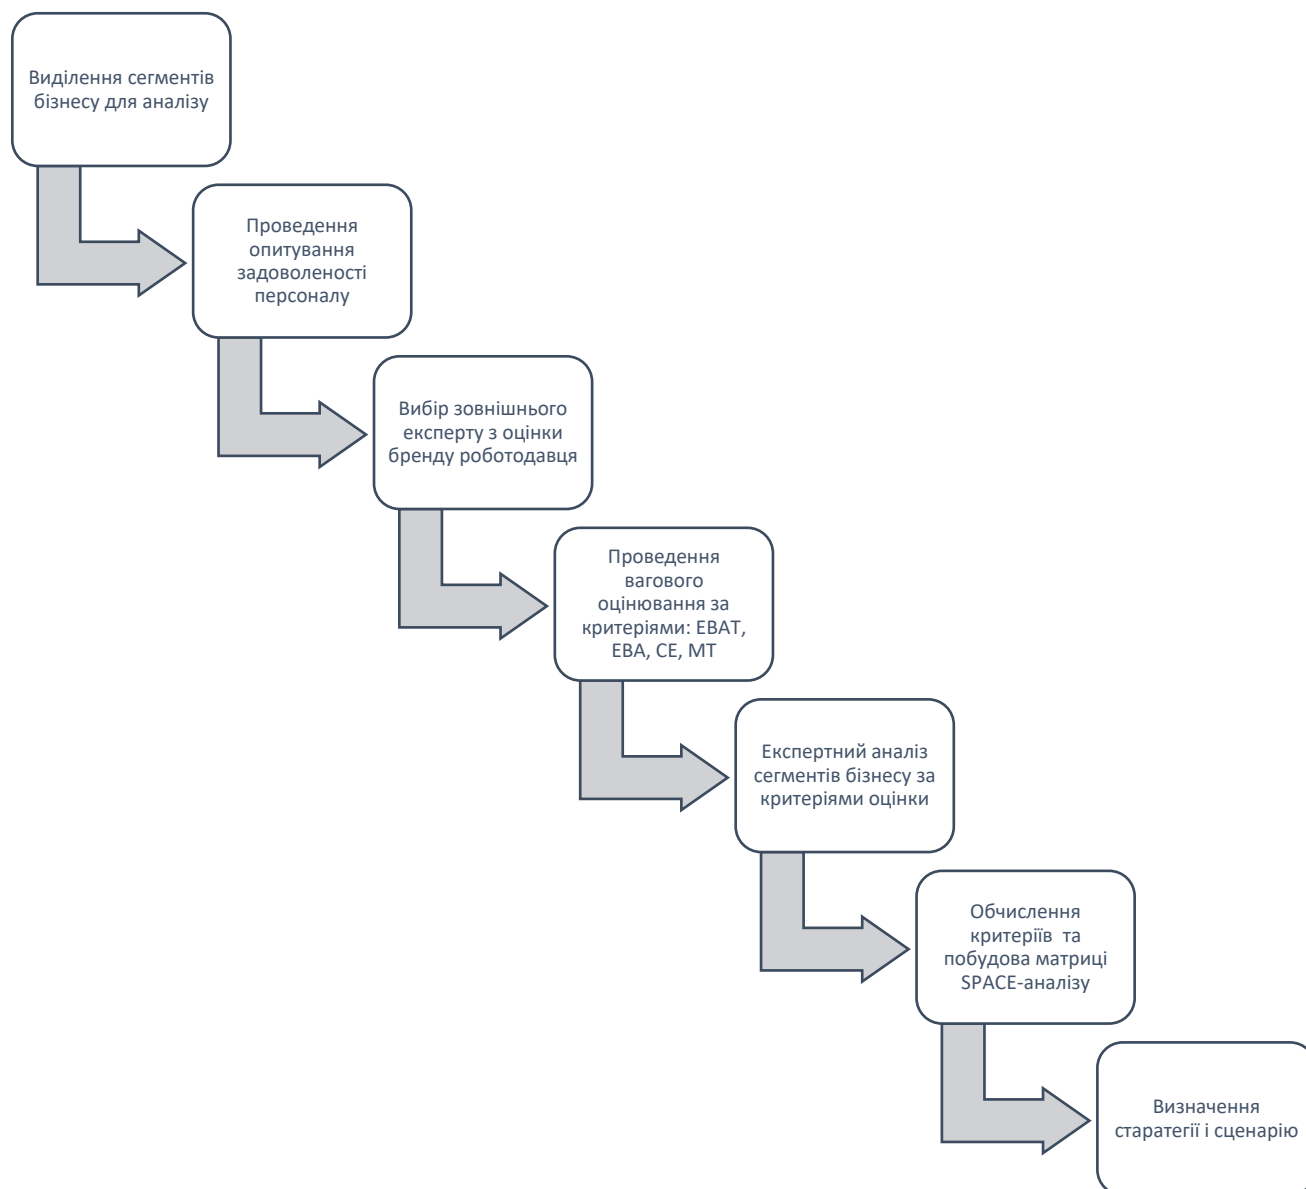 Виділення сегментів
бізнесу для аналізу
Проведення
опитування
задоволеності
персоналу
Вибір зовнішнього
експерту з оцінки
бренду роботодавця
Проведення
вагового
оцінювання за
критеріями: EBAT,
EBA, CE, MT
Експертний аналіз
сегментів бізнесу за
критеріями оцінки
Обчислення
критеріїв та
побудова матриці
SPACE-аналізу
Визначення
старатегії і сценарію